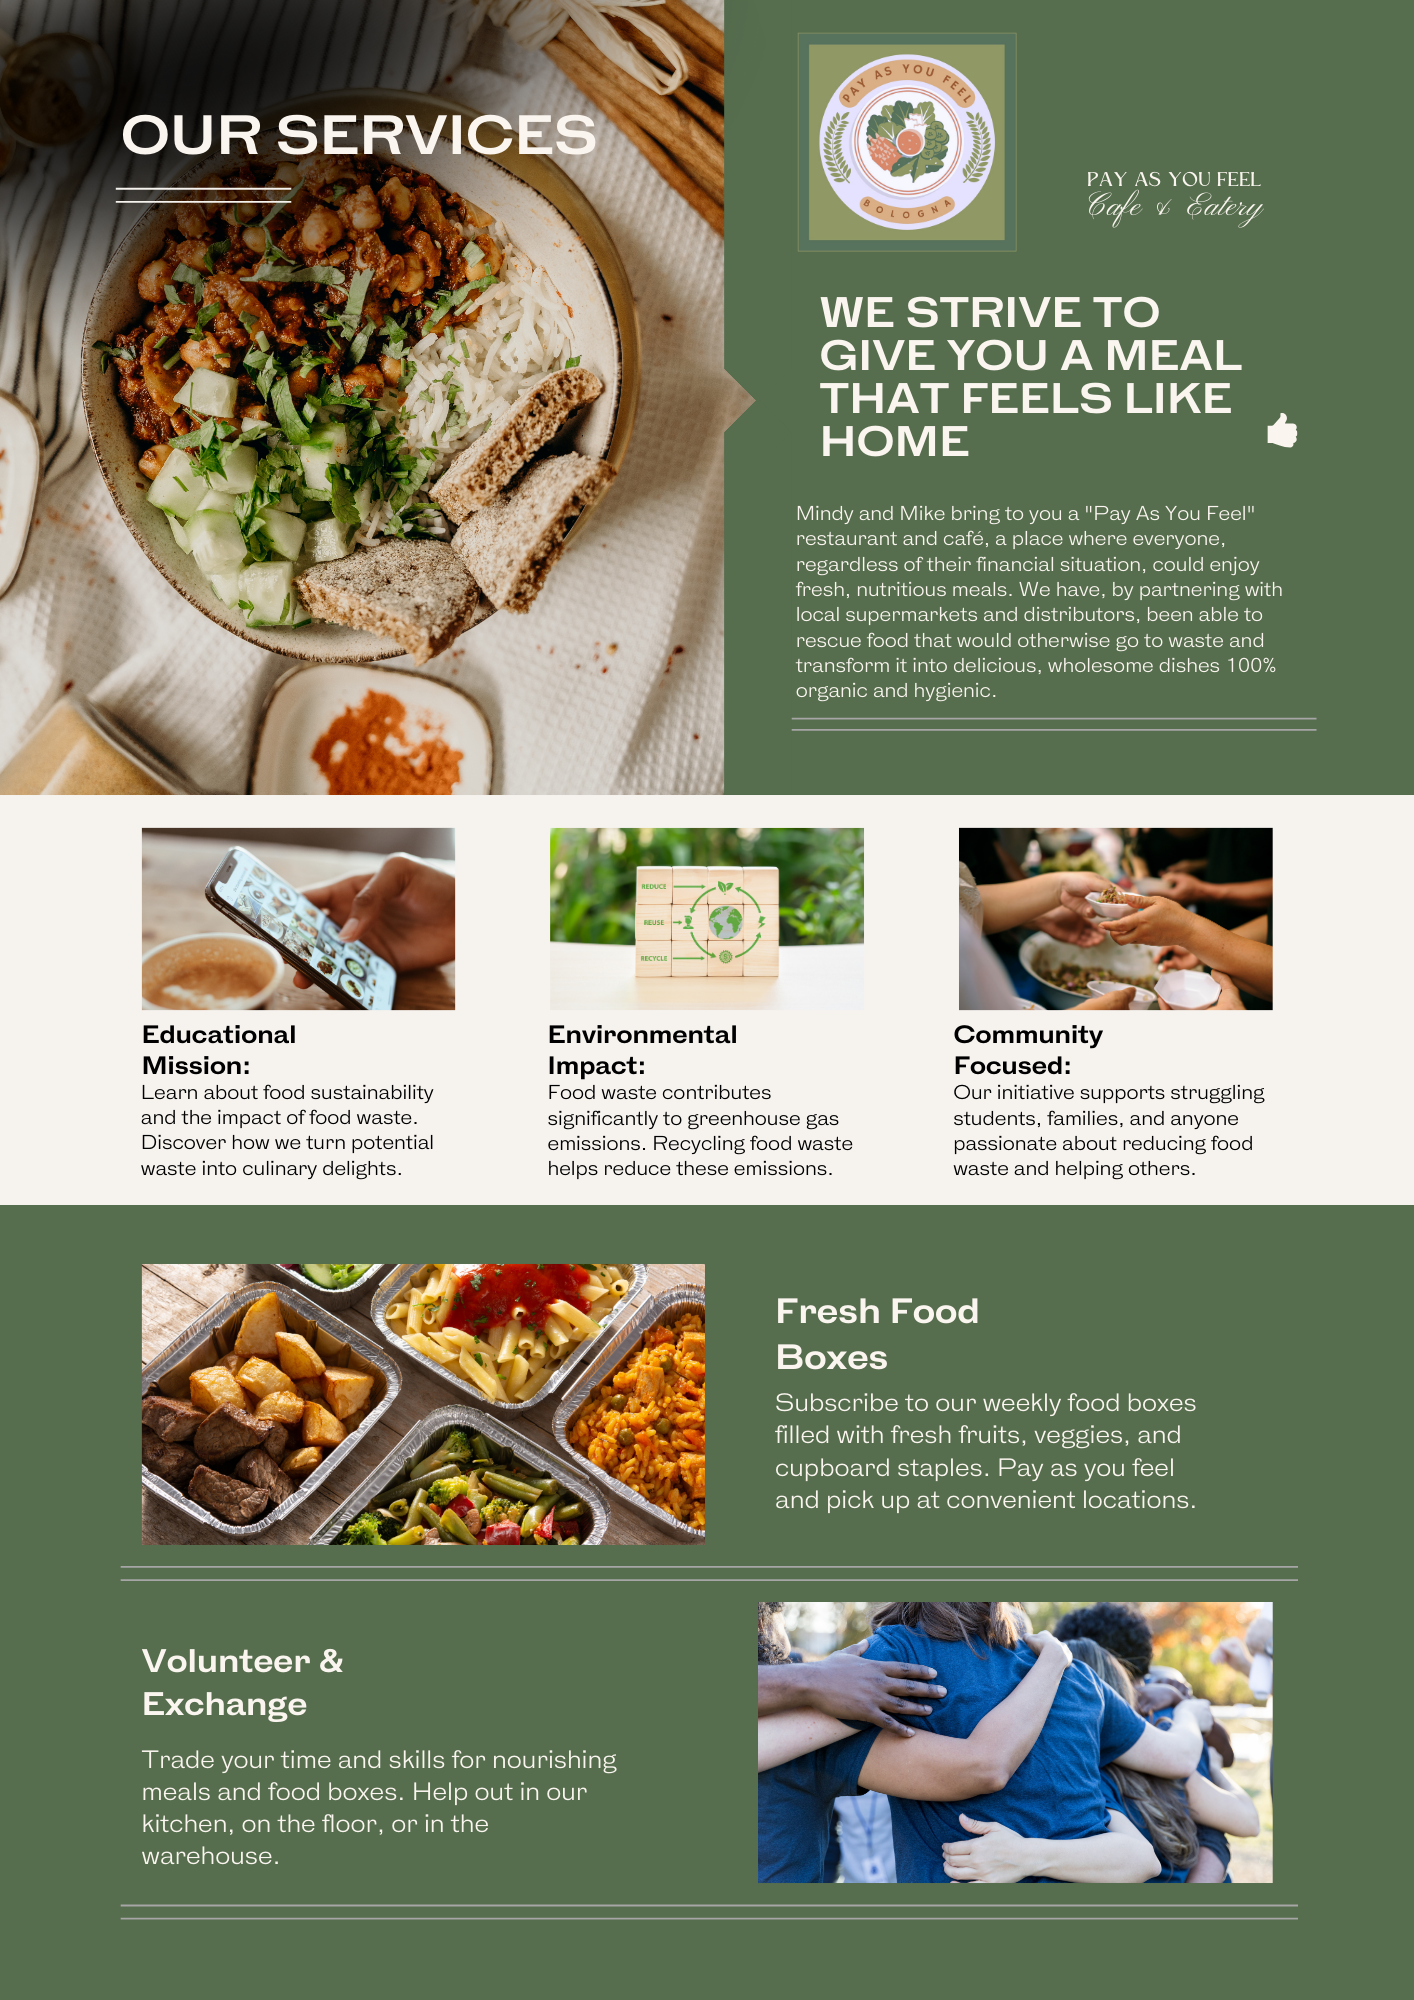 OUR SERVICES
PAY AS YOU FEEL
BOLOGNA
PAY AS YOU FEEL
Cafe & Eatery
WE STRIVE TO
GIVE YOU A MEAL
THAT FEELS LIKE
HOME
Mindy and Mike bring to you a "Pay As You Feel"
restaurant and café, a place where everyone,
regardless of their financial situation, could enjoy
fresh, nutritious meals. We have, by partnering with
local supermarkets and distributors, been able to
rescue food that would otherwise go to waste and
transform it into delicious, wholesome dishes 100%
organic and hygienic.
REDUCE
REUSE
RECYCLE
Educational
Mission:
Learn about food sustainability
and the impact of food waste.
Discover how we turn potential
waste into culinary delights.
Environmental
Impact:
Food waste contributes
significantly to greenhouse gas
emissions. Recycling food waste
helps reduce these emissions.
Community
Focused:
Our initiative supports struggling
students, families, and anyone
passionate about reducing food
waste and helping others.
Fresh Food
Boxes
Subscribe to our weekly food boxes
filled with fresh fruits, veggies, and
cupboard staples. Pay as you feel
and pick up at convenient locations.
Volunteer &
Exchange
Trade your time and skills for nourishing
meals and food boxes. Help out in our
kitchen, on the floor, or in the
warehouse.